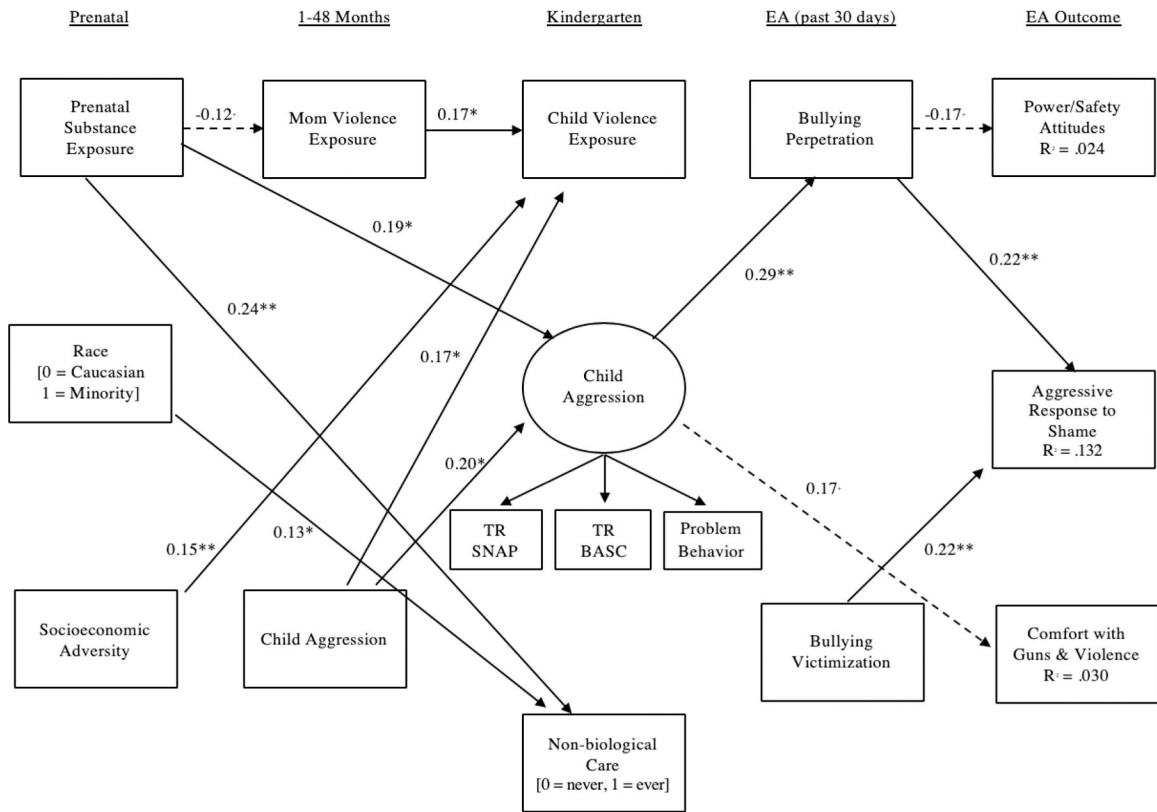 Prenatal
1-48 Months
Kindergarten
EA (past 30 days)
EA Outcome
Prenatal
Substance
Exposure
-0.12·
Mom Violence
Exposure
0.17*
Child Violence
Exposure
Bullying
Perpetration
-0.17·
Power/Safety
Attitudes
R² = .024
0.19*
0.29**
0.22**
0.24**
Race
[0 = Caucasian
1 = Minority]
0.17*
Child
Aggression
Aggressive
Response to
Shame
R² = .132
0.20*
0.17·
TR
SNAP
TR
BASC
Problem
Behavior
0.15**
0.13*
0.22**
Socioeconomic
Adversity
Child Aggression
Bullying
Victimization
Comfort with
Guns & Violence
R² = .030
Non-biological
Care
[0 = never, 1 = ever]